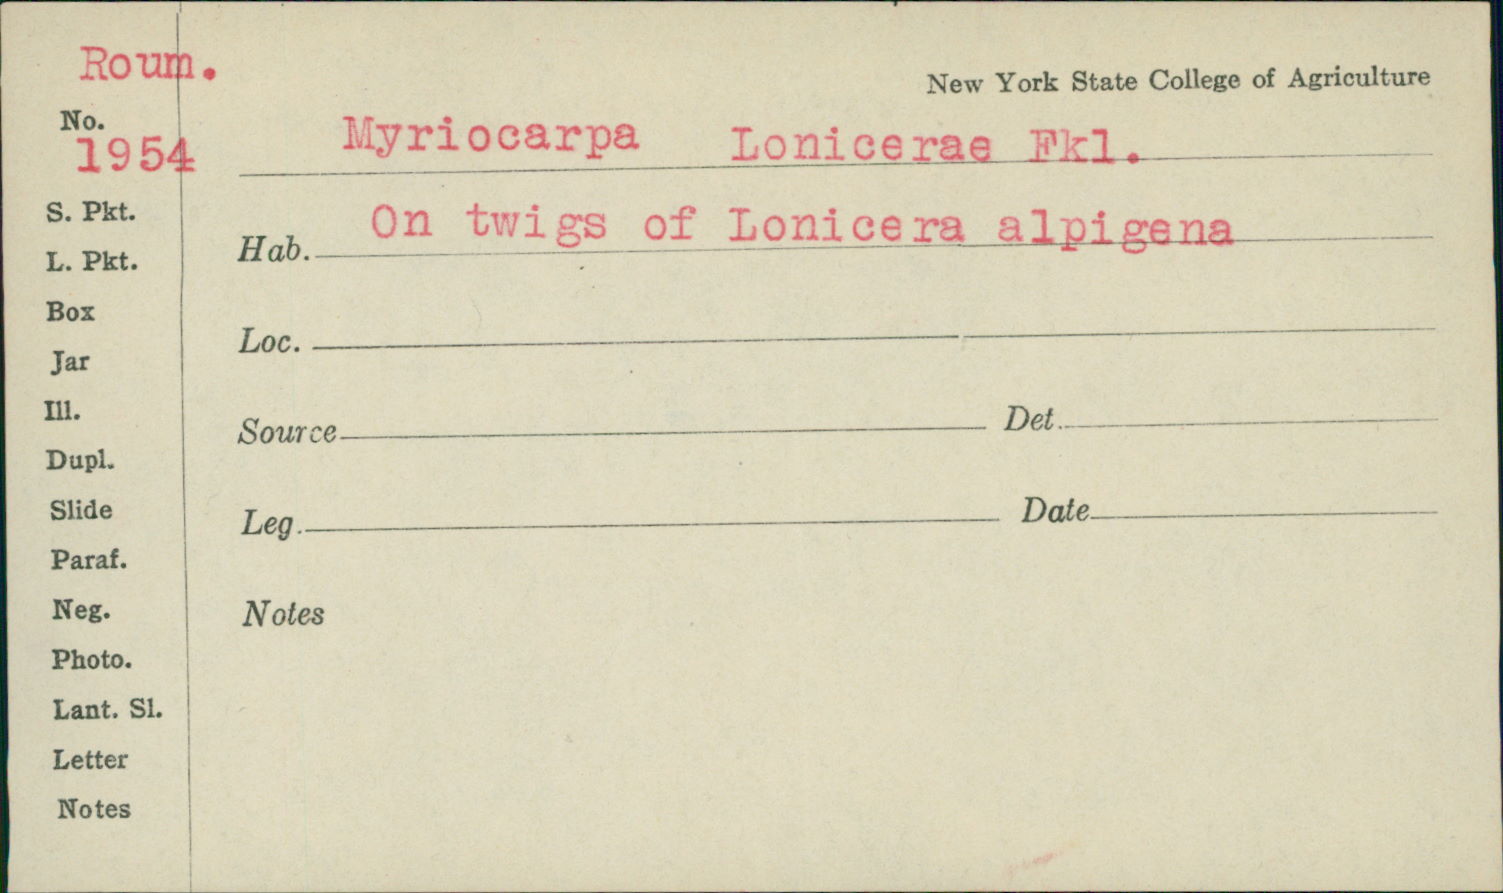 Roum.
New York State College of Agriculture
No.
1954
Myriocarpa Lonicerae Fkl.
S. Pkt.
Hab. On twigs of Lonicera alpigena
L. Pkt.
Box
Loc.
Jar
Ill.
Source Det.
Dupl.
Slide
Leg. Date
Paraf.
Neg.
Notes
Photo.
Lant. Sl.
Letter
Notes